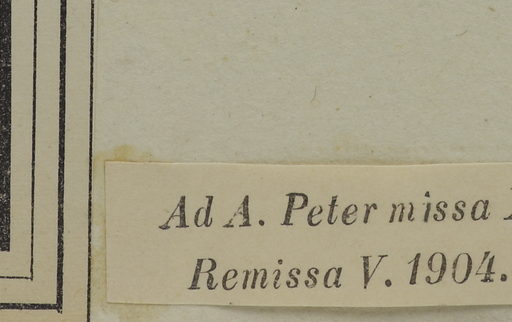 Ad A. Peter missa
Remissa V. 1904.